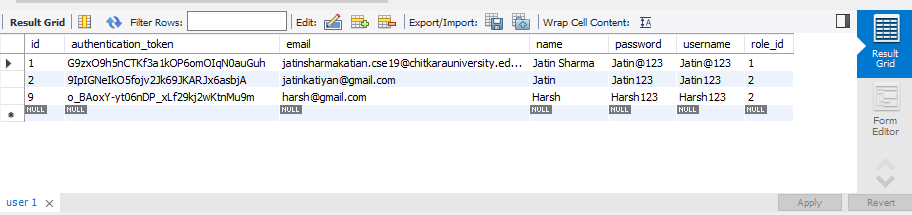 Result Grid Filter Rows: Edit: Export/Import: Wrap Cell Content:
id authentication_token email name password username role_id
1 G9zxO9h5nCTKf3a1kOP6omOIqN0auGuh jatinsharmakatian.cse19@chitkarauniversity.ed... Jatin Sharma Jatin@123 Jatin@123 1
2 9IpIGNeIkO5fojv2Jk69JKARJx6asbjA jatinkatiyan@gmail.com Jatin Jatin123 Jatin123 2
9 o_BAoxY-yt06nDP_xLf29kj2wKtnMu9m harsh@gmail.com Harsh Harsh123 Harsh123 2
NULL NULL NULL NULL NULL NULL NULL
Result
Grid
Form
Editor
user 1 Apply Revert